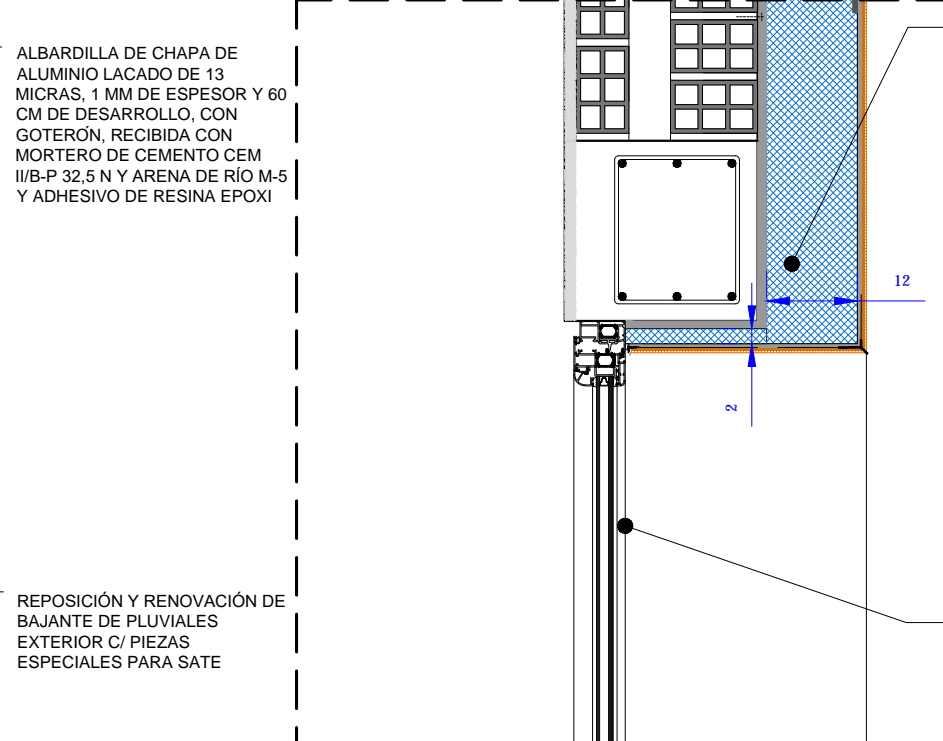 ALBARDILLA DE CHAPA DE
ALUMINIO LACADO DE 13
MICRAS, 1 MM DE ESPESOR Y 60
CM DE DESARROLLO, CON
GOTERÓN, RECIBIDA CON
MORTERO DE CEMENTO CEM
II/B-P 32,5 N Y ARENA DE RÍO M-5
Y ADHESIVO DE RESINA EPOXI
12
2
REPOSICIÓN Y RENOVACIÓN DE
BAJANTE DE PLUVIALES
EXTERIOR C/ PIEZAS
ESPECIALES PARA SATE